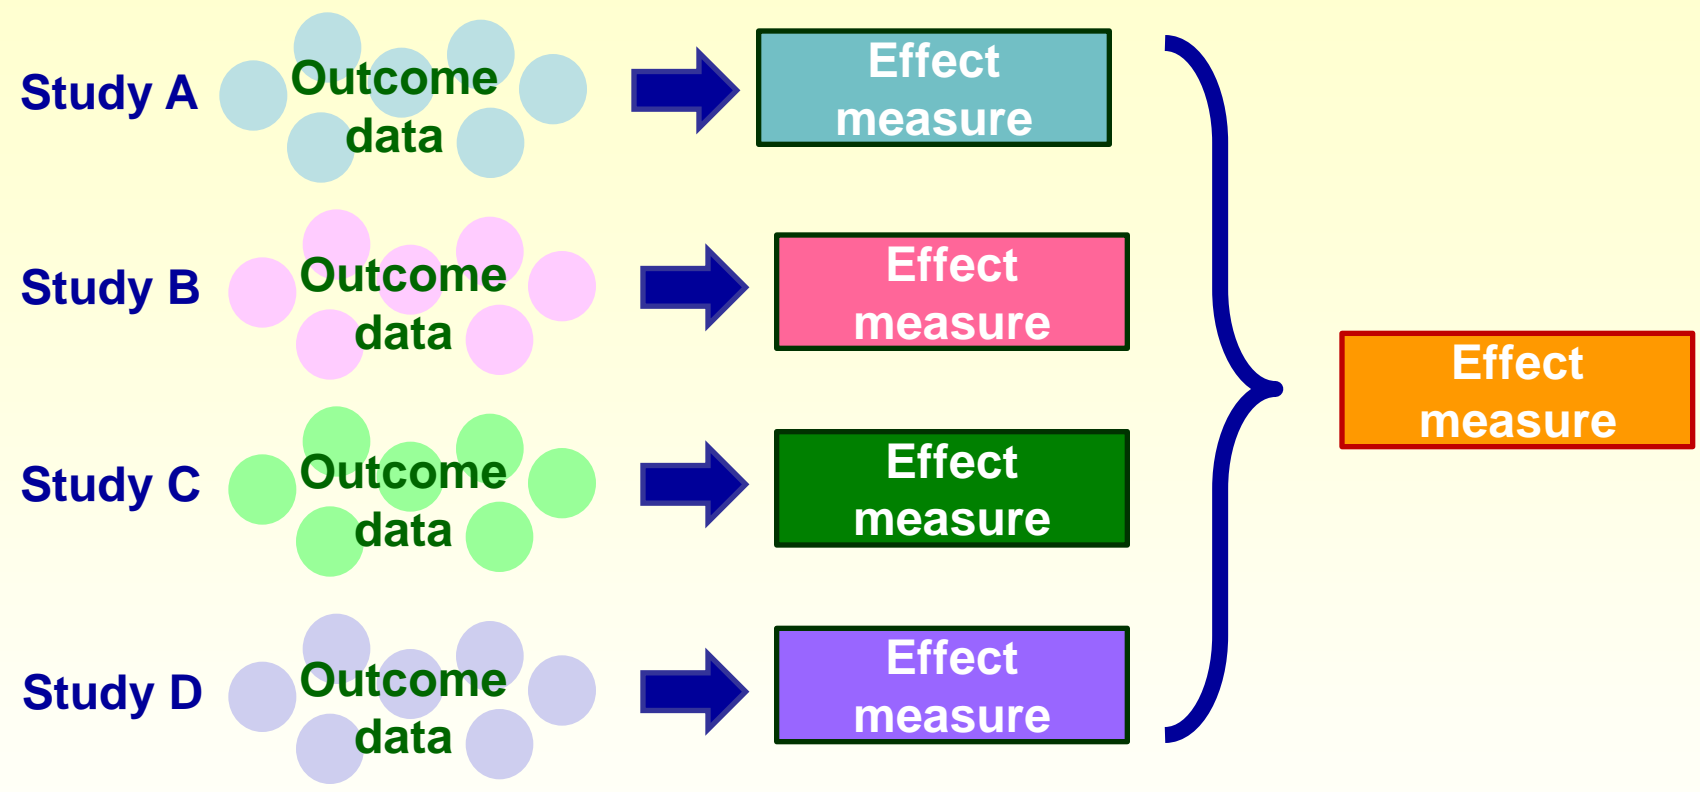 Study A
Outcome
data
Effect
measure
Study B
Outcome
data
Effect
measure
Study C
Outcome
data
Effect
measure
Study D
Outcome
data
Effect
measure
Effect
measure